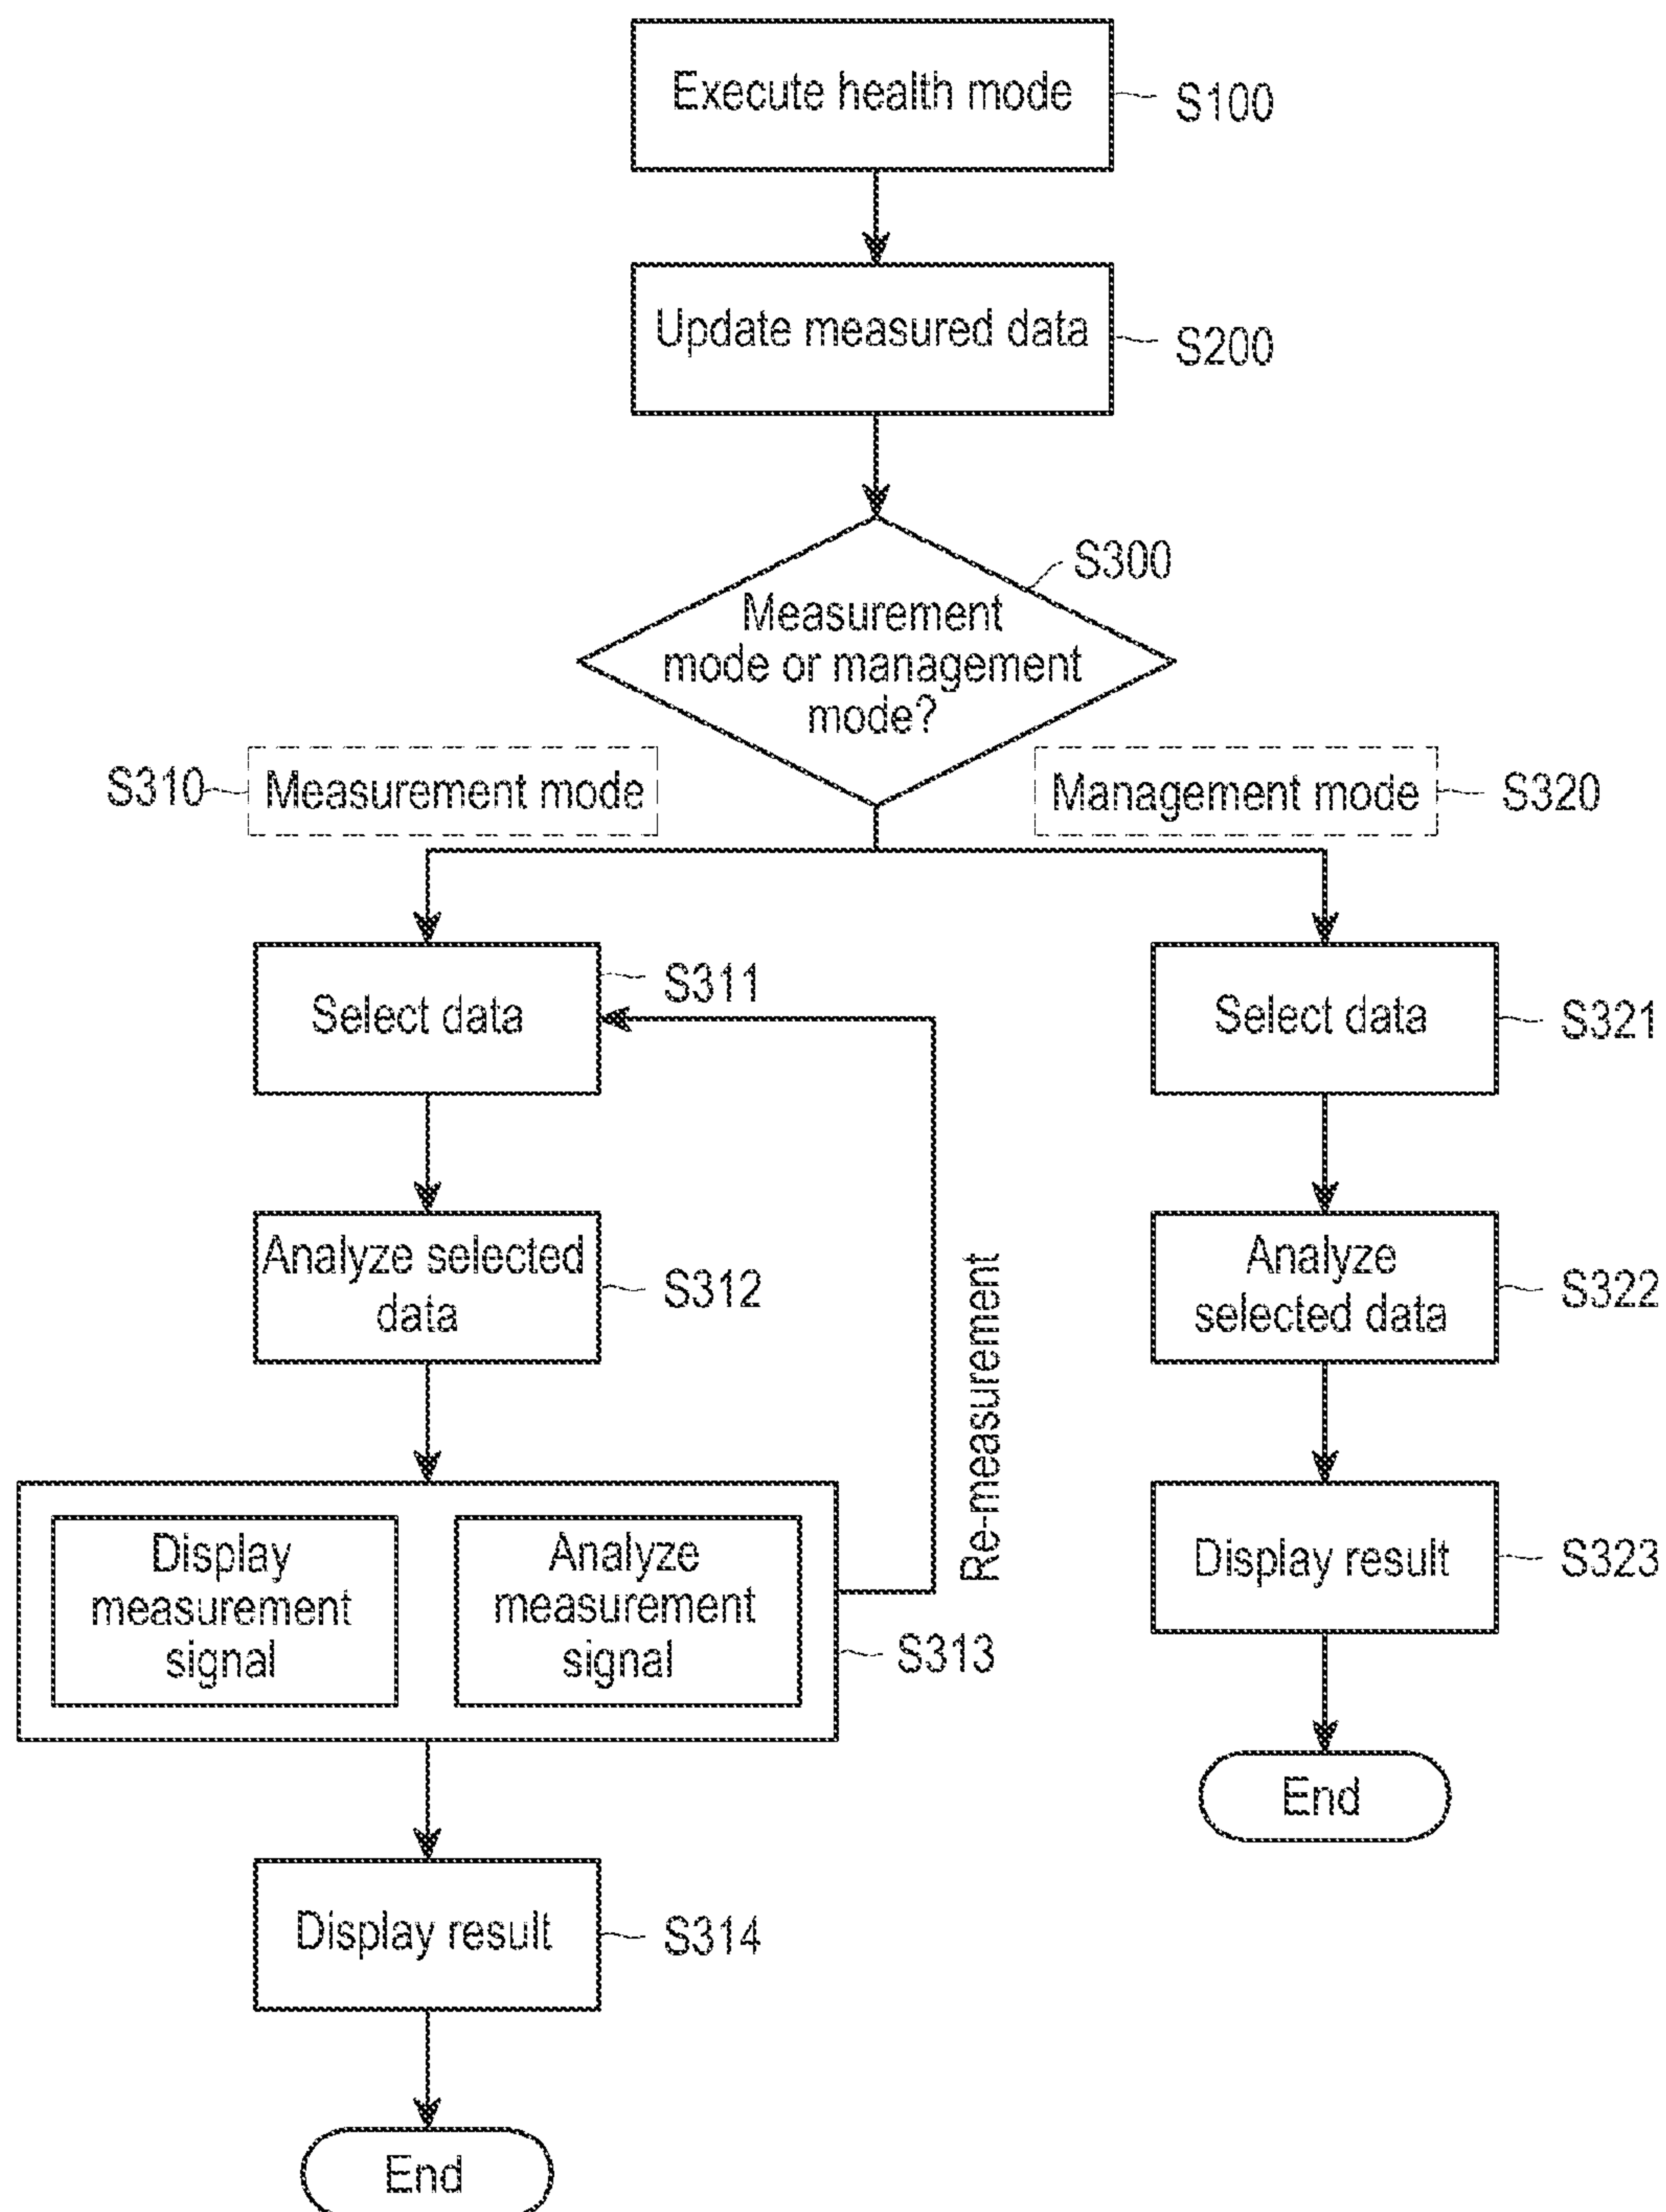 Execute health mode
S100
Update measured data
S200
S300
Measurement
mode or management
mode?
S310
Measurement mode
Management mode
S320
Select data
S311
Select data
S321
Analyze selected
data
S312
Analyze
selected data
S322
Re-measurement
Display
measurement
signal
Analyze
measurement
signal
S313
Display result
S323
End
Display result
S314
End